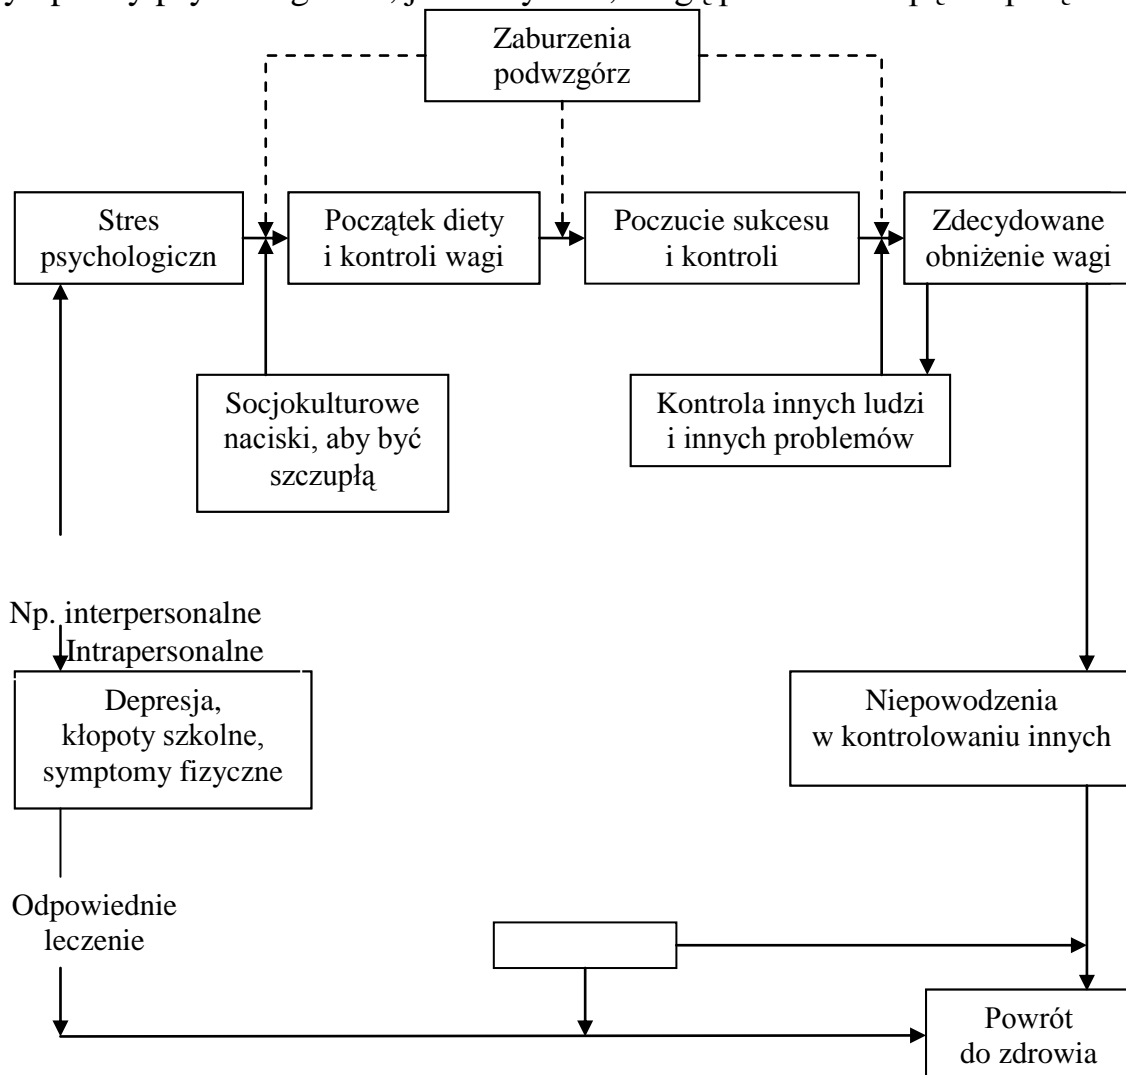 Zaburzenia
podwzgórz
Stres
psychologiczn
Początek diety
i kontroli wagi
Poczucie sukcesu
i kontroli
Zdecydowane
obniżenie wagi
Socjokulturowe
naciski, aby być
szczupłą
Kontrola innych ludzi
i innych problemów
Np. interpersonalne
Intrapersonalne
Depresja,
kłopoty szkolne,
symptomy fizyczne
Niepowodzenia
w kontrolowaniu innych
Odpowiednie
leczenie
Powrót
do zdrowia